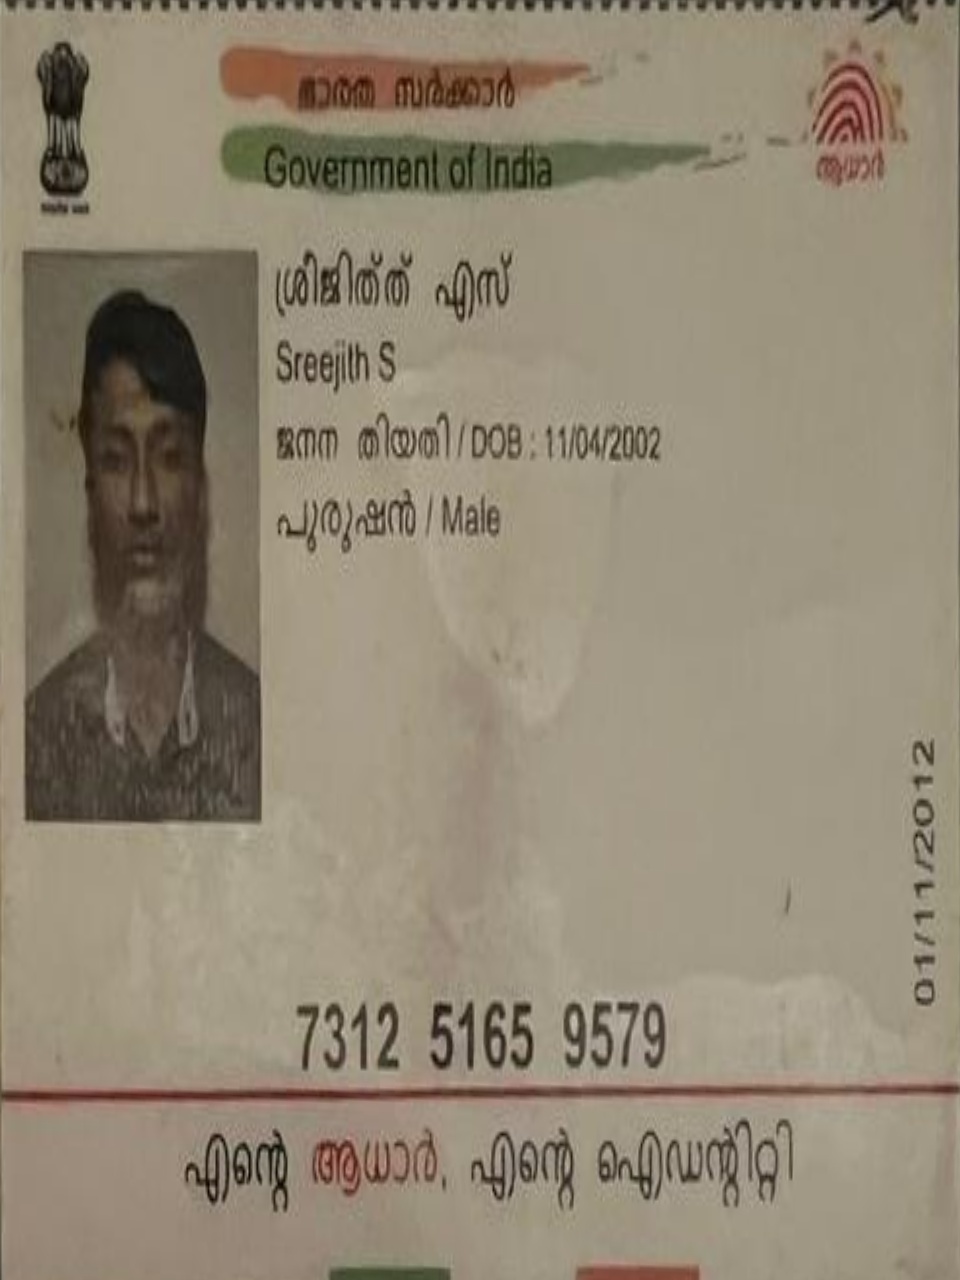 ഭാരത സർക്കാർ
Government of India
ആധാർ
ശ്രീജിത്ത് എസ്
Sreejith S
ജനന തിയതി / DOB : 11/04/2002
പുരുഷൻ / Male
01/11/2012
7312 5165 9579
എന്റെ ആധാർ, എന്റെ ഐഡന്റിറ്റി